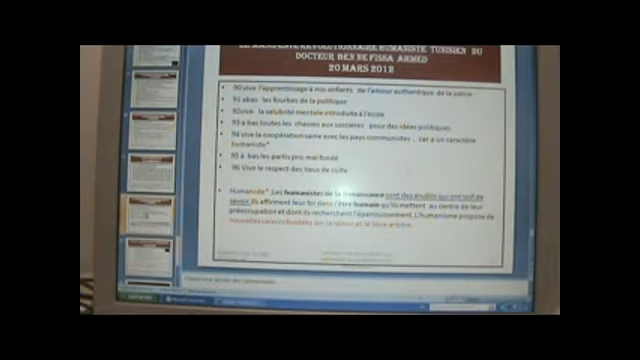 LE MANIFESTE REVOLUTIONNAIRE HUMANISTE TUNISIEN DU
DOCTEUR BEN NEFISSA AHMED
20 MARS 2012
90 vive l'apprentissage à nos enfants de l'amour authentique de la patrie
91 abas les fourbes de la politique
92vive la salubrité mentale introduite à l'école
93 a bas toutes les chasses aux sorcières pour des idées politiques
94 vive la coopération saine avec les pays communistes ... car a un caractère
humaniste*
95 à bas les partis pris mal fondé
96 Vive le respect des lieux de culte
Humaniste* :Les humanistes de la Renaissance sont des érudits qui ont soif de
savoir. Ils affirment leur foi dans l'être humain qu'ils mettent au centre de leur
préoccupation et dont ils recherchent l'épanouissement. L'humanisme propose de
nouvelles valeurs fondées sur la raison et le libre arbitre.